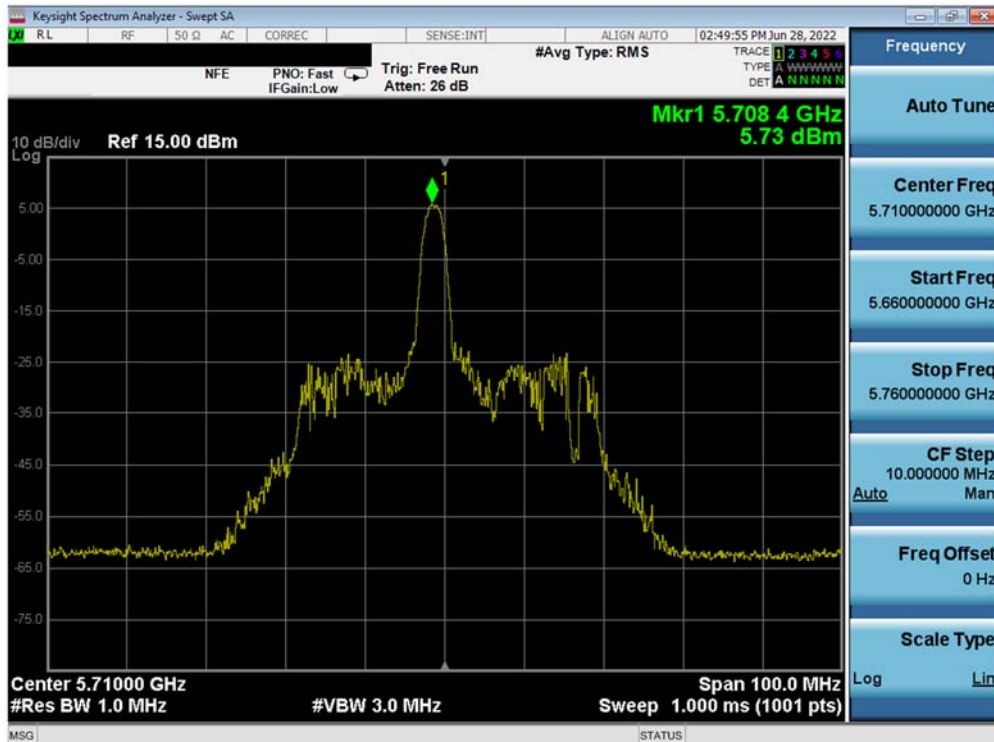 Keysight Spectrum Analyzer - Swept SA
LXI RL RF 50 Ω AC CORREC SENSE:INT ALIGN AUTO 02:49:55 PM Jun 28, 2022
NFE PNO: Fast Trig: Free Run #Avg Type: RMS TRACE 1 2 3 4 5 6
IFGain:Low Atten: 26 dB TYPE A WWWWW
DET A N N N N N
Mkr1 5.708 4 GHz
5.73 dBm
10 dB/div Ref 15.00 dBm
Log
1
5.00
-5.00
-15.0
-25.0
-35.0
-45.0
-55.0
-65.0
-75.0
Center 5.71000 GHz Span 100.0 MHz
#Res BW 1.0 MHz #VBW 3.0 MHz Sweep 1.000 ms (1001 pts)
MSG STATUS
Frequency
Auto Tune
Center Freq
5.710000000 GHz
Start Freq
5.660000000 GHz
Stop Freq
5.760000000 GHz
CF Step
10.000000 MHz
Auto Man
Freq Offset
0 Hz
Scale Type
Log Lin